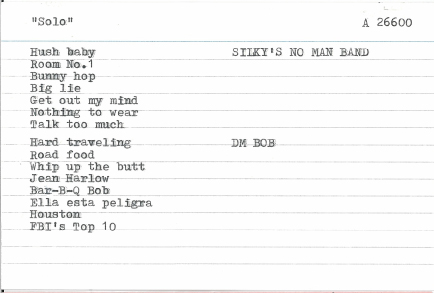 "Solo" A 26600
Hush baby SILKY'S NO MAN BAND
Room No.1
Bunny hop
Big lie
Get out my mind
Nothing to wear
Talk too much
Hard traveling DM BOB
Road food
Whip up the butt
Jean Harlow
Bar-B-Q Bob
Ella esta peligra
Houston
FBI's Top 10